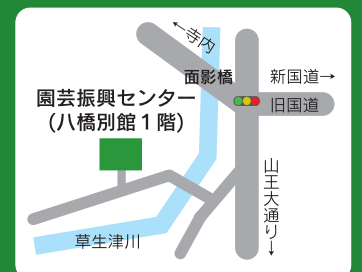 ←寺内
面影橋
新国道→
旧国道
園芸振興センター
(八橋別館１階)
山王大通り→
草生津川